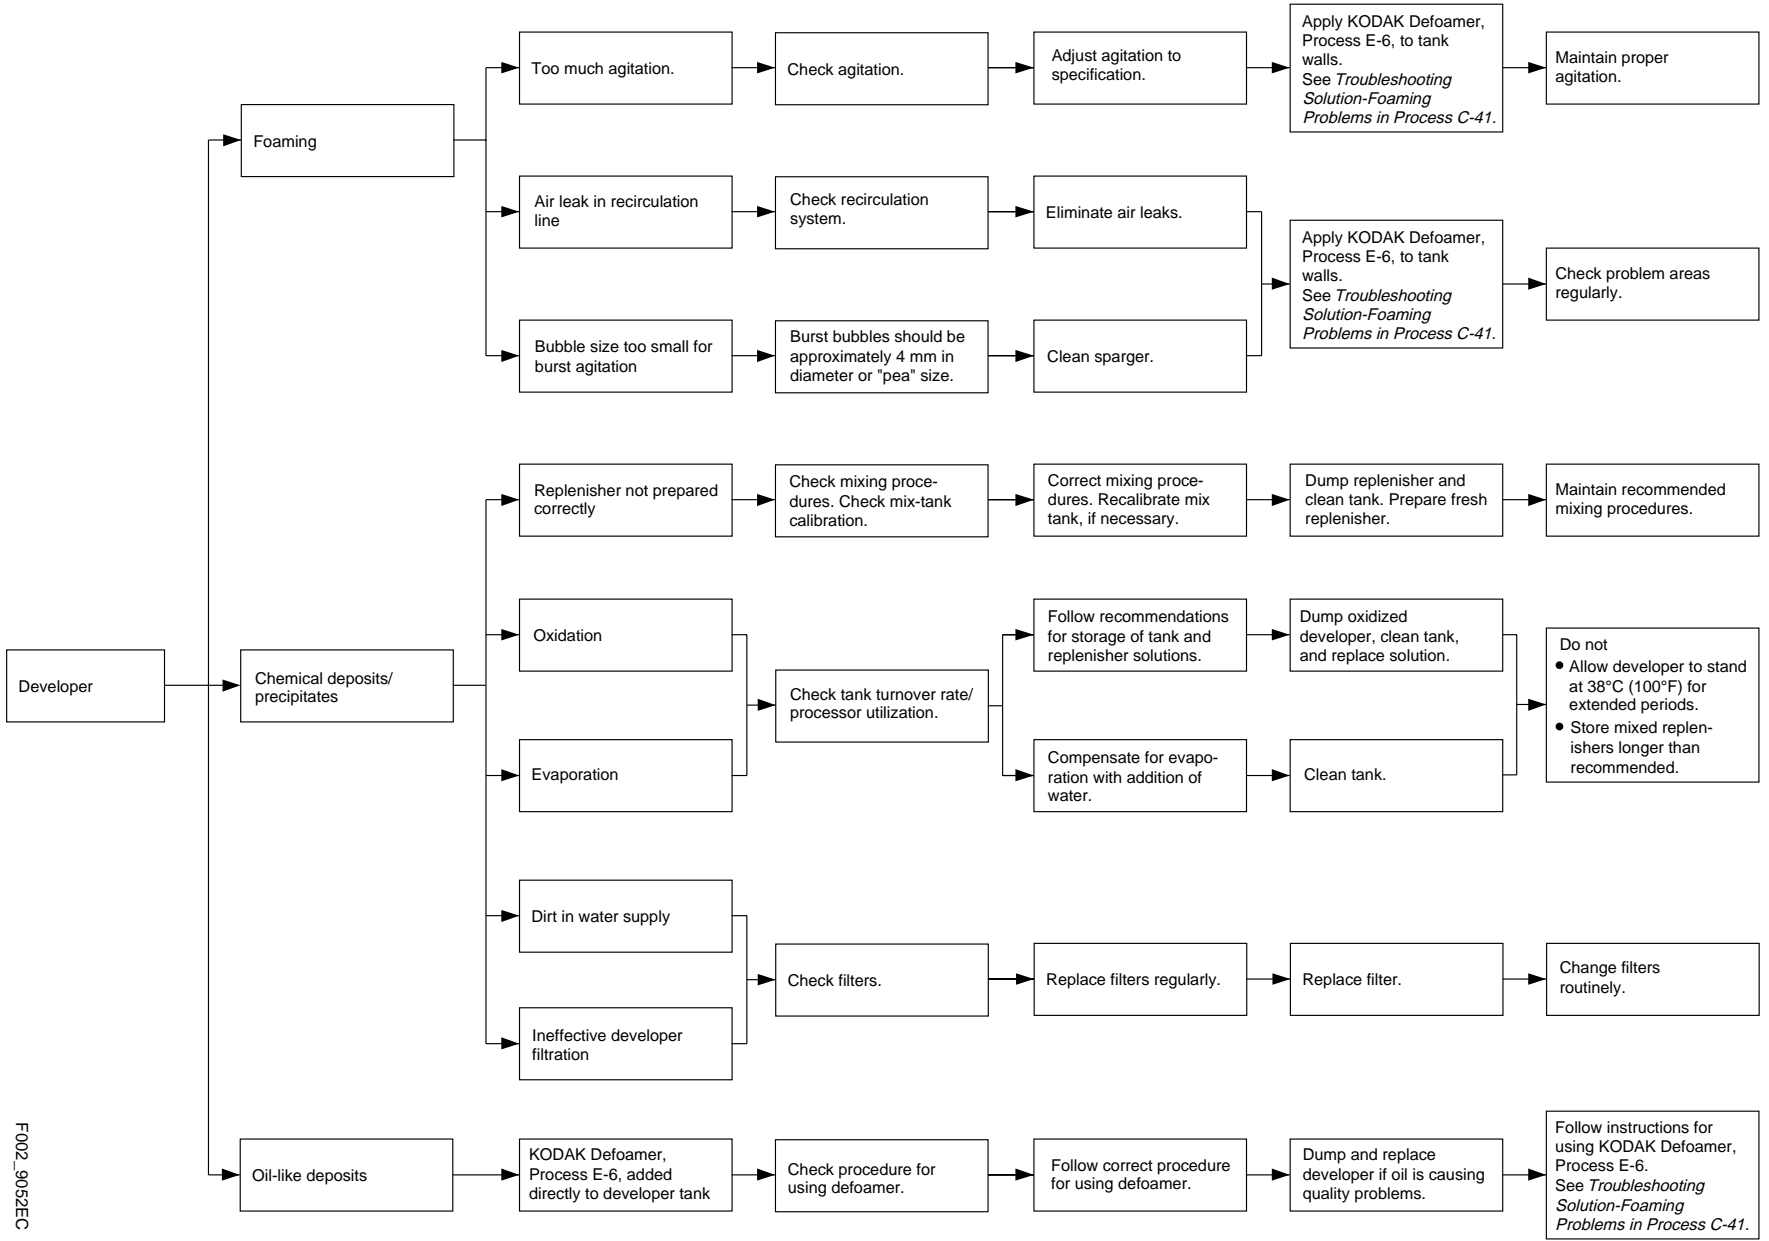 Developer
Foaming
Too much agitation.
Check agitation.
Adjust agitation to
specification.
Apply KODAK Defoamer,
Process E-6, to tank
walls.
See Troubleshooting
Solution-Foaming
Problems in Process C-41.
Maintain proper
agitation.
Air leak in recirculation
line
Check recirculation
system.
Eliminate air leaks.
Bubble size too small for
burst agitation
Burst bubbles should be
approximately 4 mm in
diameter or "pea" size.
Clean sparger.
Apply KODAK Defoamer,
Process E-6, to tank
walls.
See Troubleshooting
Solution-Foaming
Problems in Process C-41.
Check problem areas
regularly.
Chemical deposits/
precipitates
Replenisher not prepared
correctly
Check mixing proce-
dures. Check mix-tank
calibration.
Correct mixing proce-
dures. Recalibrate mix
tank, if necessary.
Dump replenisher and
clean tank. Prepare fresh
replenisher.
Maintain recommended
mixing procedures.
Oxidation
Evaporation
Check tank turnover rate/
processor utilization.
Follow recommendations
for storage of tank and
replenisher solutions.
Dump oxidized
developer, clean tank,
and replace solution.
Compensate for evapo-
ration with addition of
water.
Clean tank.
Do not
● Allow developer to stand
at 38°C (100°F) for
extended periods.
● Store mixed replen-
ishers longer than
recommended.
Dirt in water supply
Ineffective developer
filtration
Check filters.
Replace filters regularly.
Replace filter.
Change filters
routinely.
Oil-like deposits
KODAK Defoamer,
Process E-6, added
directly to developer tank
Check procedure for
using defoamer.
Follow correct procedure
for using defoamer.
Dump and replace
developer if oil is causing
quality problems.
Follow instructions for
using KODAK Defoamer,
Process E-6.
See Troubleshooting
Solution-Foaming
Problems in Process C-41.
F002_9052EC